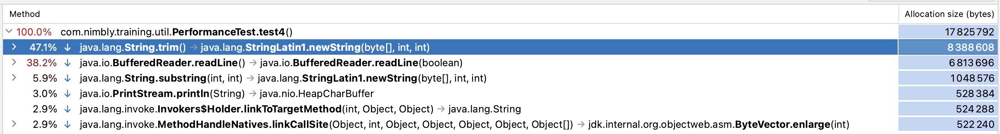 Method Allocation size (bytes)
100.0% com.nimbly.training.util.PerformanceTest.test4() 17 825 792
47.1% ↓ java.lang.String.trim() → java.lang.StringLatin1.newString(byte[], int, int) 8 388 608
38.2% ↓ java.io.BufferedReader.readLine() → java.io.BufferedReader.readLine(boolean) 6 813 696
5.9% ↓ java.lang.String.substring(int, int) → java.lang.StringLatin1.newString(byte[], int, int) 1 048 576
3.0% ↓ java.io.PrintStream.println(String) → java.nio.HeapCharBuffer 528 384
2.9% ↓ java.lang.invoke.Invokers$Holder.linkToTargetMethod(int, Object, Object) → java.lang.String 524 288
2.9% ↓ java.lang.invoke.MethodHandleNatives.linkCallSite(Object, int, Object, Object, Object, Object, Object[]) → jdk.internal.org.objectweb.asm.ByteVector.enlarge(int) 522 240